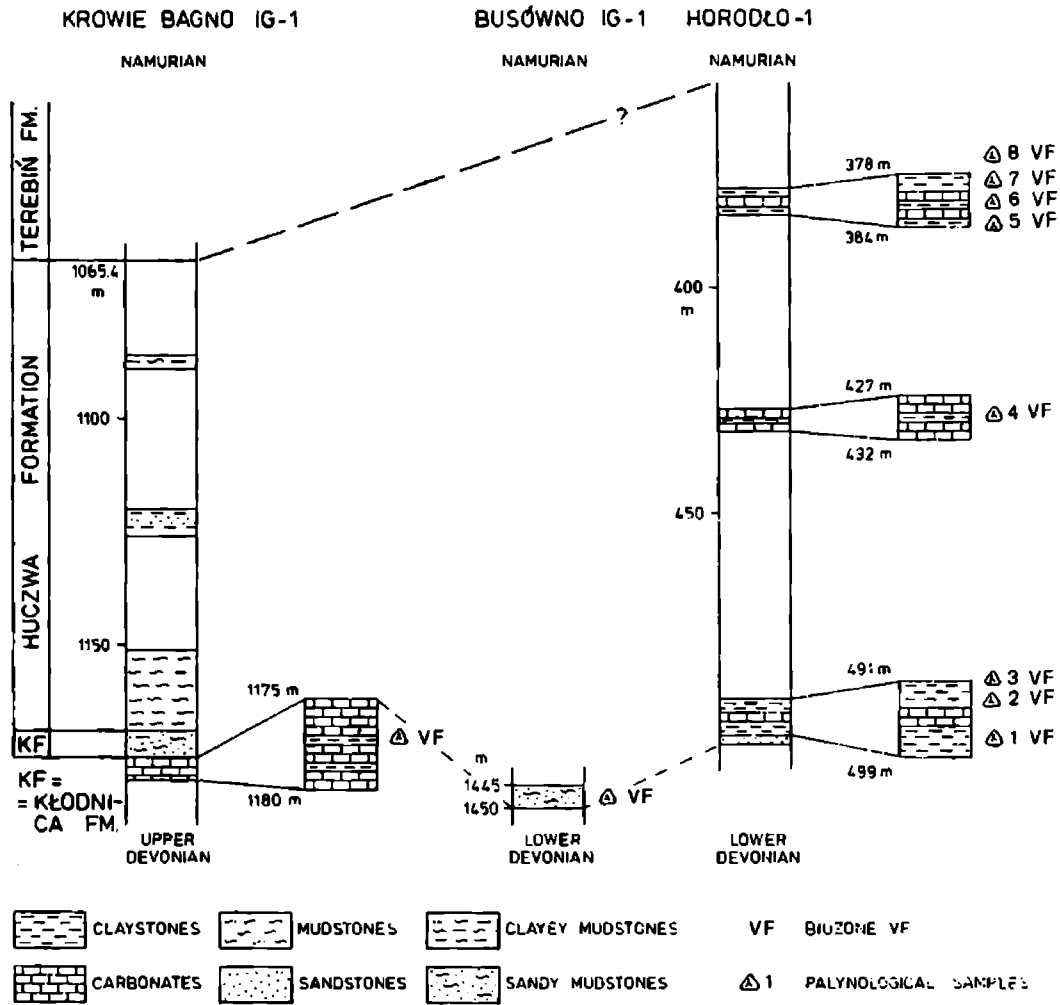 KROWIE BAGNO IG-1
BUSÓWNO IG-1
HORODŁO-1
NAMURIAN
NAMURIAN
NAMURIAN
TEREBIŃ FM.
HUCZWA FORMATION
KF
KF =
= KŁODNI-
CA FM.
1065.4
m
1100
1150
1175 m
1180 m
VF
UPPER
DEVONIAN
?
m
1445
1450
VF
LOWER
DEVONIAN
400
m
450
378 m
384 m
427 m
432 m
491 m
499 m
8 VF
7 VF
6 VF
5 VF
4 VF
3 VF
2 VF
1 VF
LOWER
DEVONIAN
CLAYSTONES
MUDSTONES
CLAYEY MUDSTONES
VF BIOZONE VF
CARBONATES
SANDSTONES
SANDY MUDSTONES
1 PALYNOLOGICAL SAMPLES